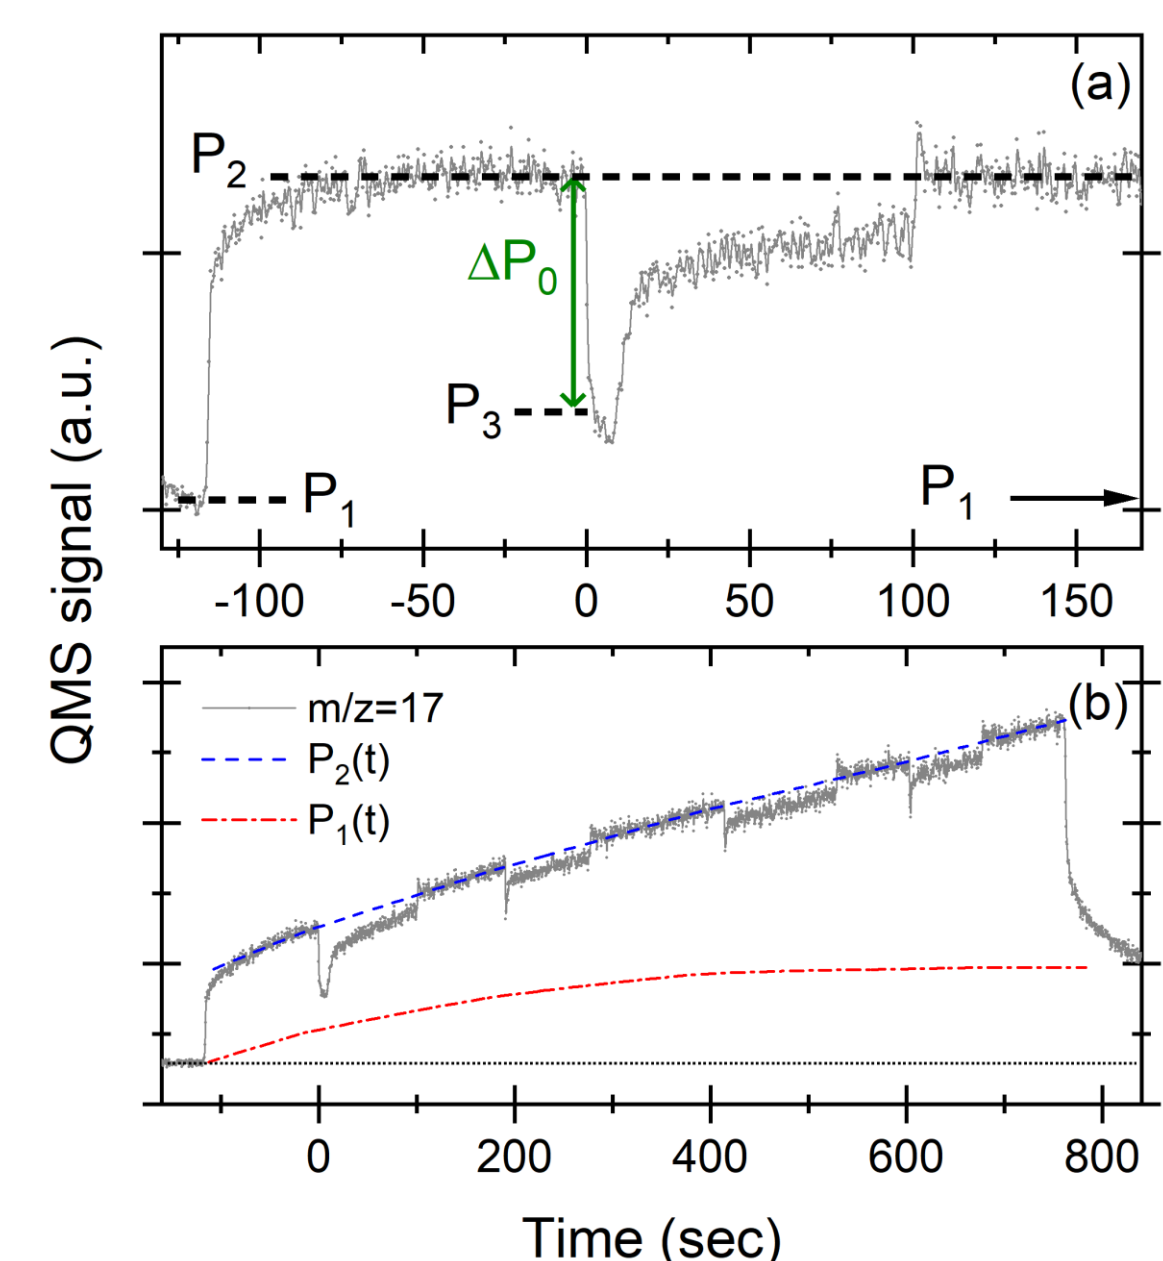 (a)
P2
ΔP0
P3
P1
P1
-100 -50 0 50 100 150
QMS signal (a.u.)
(b)
m/z=17
P2(t)
P1(t)
0 200 400 600 800
Time (sec)